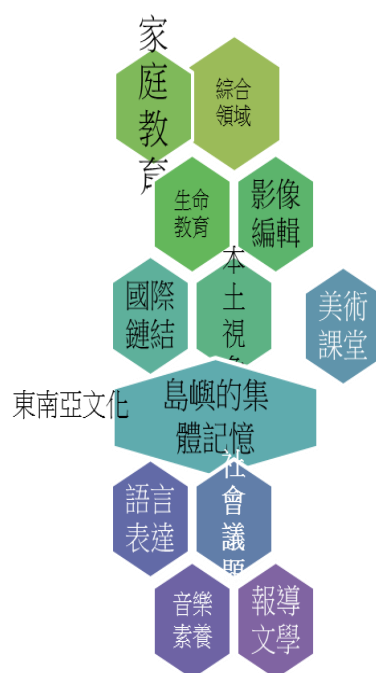 家庭教育
綜合
領域
生命
教育
影像
編輯
國際
鏈結
本土視角
美術
課堂
東南亞文化
島嶼的集
體記憶
語言
表達
社會議題
音樂
素養
報導
文學